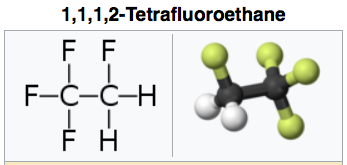 1,1,1,2-Tetrafluoroethane
F F
F-C-C-H
F H